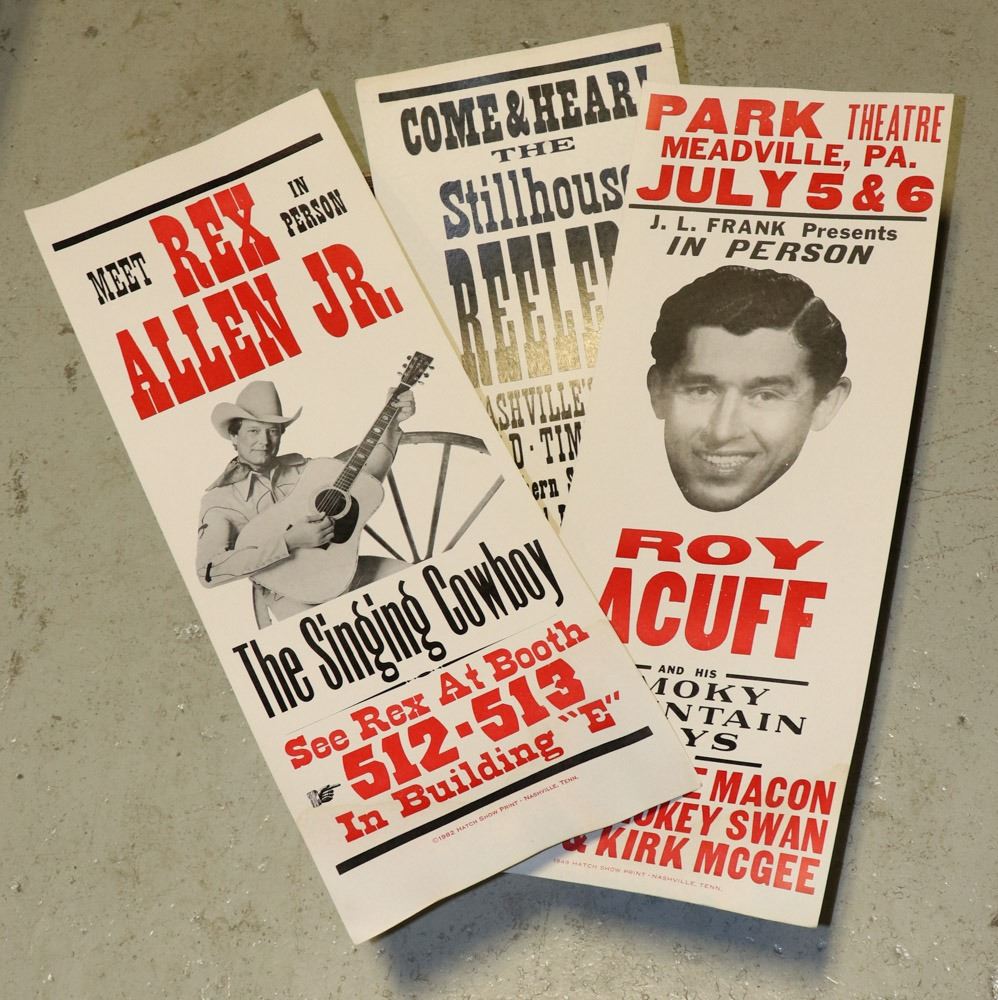 MEET REX IN PERSON
ALLEN JR.
The Singing Cowboy
See Rex At Booth
512-513
In Building "E"
©1982 HATCH SHOW PRINT - NASHVILLE, TENN.
COME & HEAR!
THE
Stillhouse
REELE
ASHVILLE'
D-TIM
ern
PARK THEATRE
MEADVILLE, PA.
JULY 5 & 6
J. L. FRANK Presents
IN PERSON
ROY
ACUFF
AND HIS
MOKY
NTAIN
YS
E MACON
OKEY SWAN
& KIRK MCGEE
1949 HATCH SHOW PRINT - NASHVILLE, TENN.